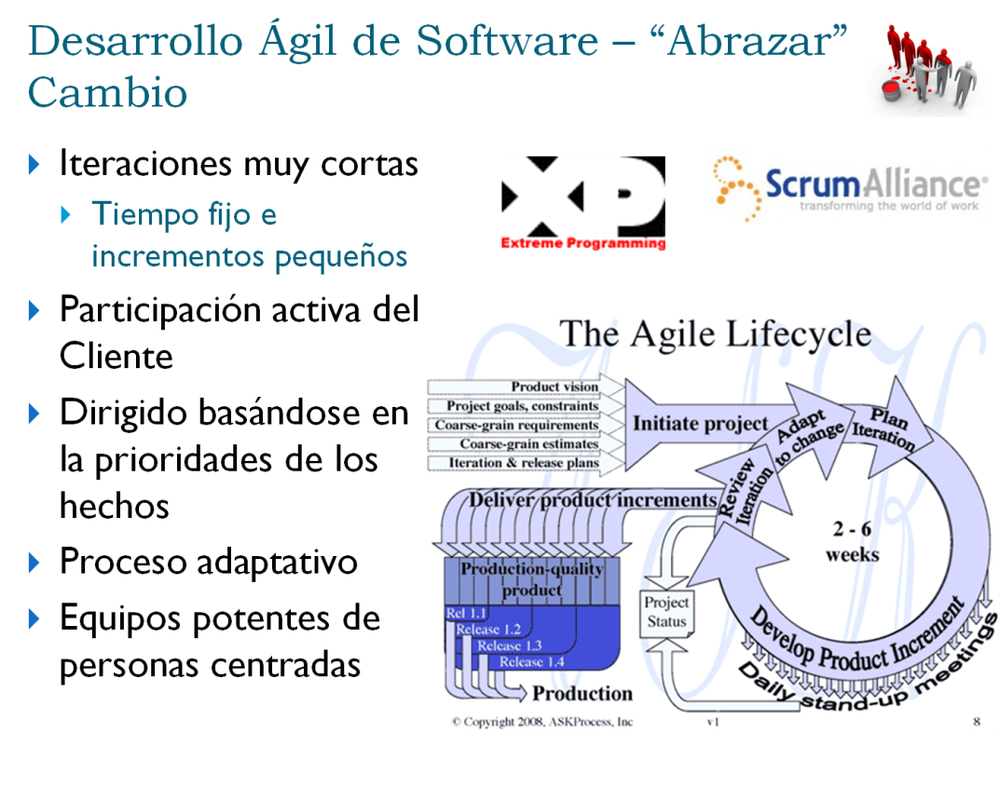 Desarrollo Ágil de Software – “Abrazar”
Cambio
Iteraciones muy cortas
Tiempo fijo e
incrementos pequeños
Participación activa del
Cliente
Dirigido basándose en
la prioridades de los
hechos
Proceso adaptativo
Equipos potentes de
personas centradas
XP
Extreme Programming
ScrumAlliance®
transforming the world of work
The Agile Lifecycle
Product vision
Project goals, constraints
Coarse-grain requirements
Coarse-grain estimates
Iteration & release plans
Initiate project
Adapt
to change
Plan
Iteration
Review
Iteration
Deliver product increments
2 - 6
weeks
Production-quality
product
Rel 1.1
Release 1.2
Release 1.3
Release 1.4
Project
Status
Develop Product Increment
Daily stand-up meetings
Production
© Copyright 2008, ASKProcess, Inc
v1
8